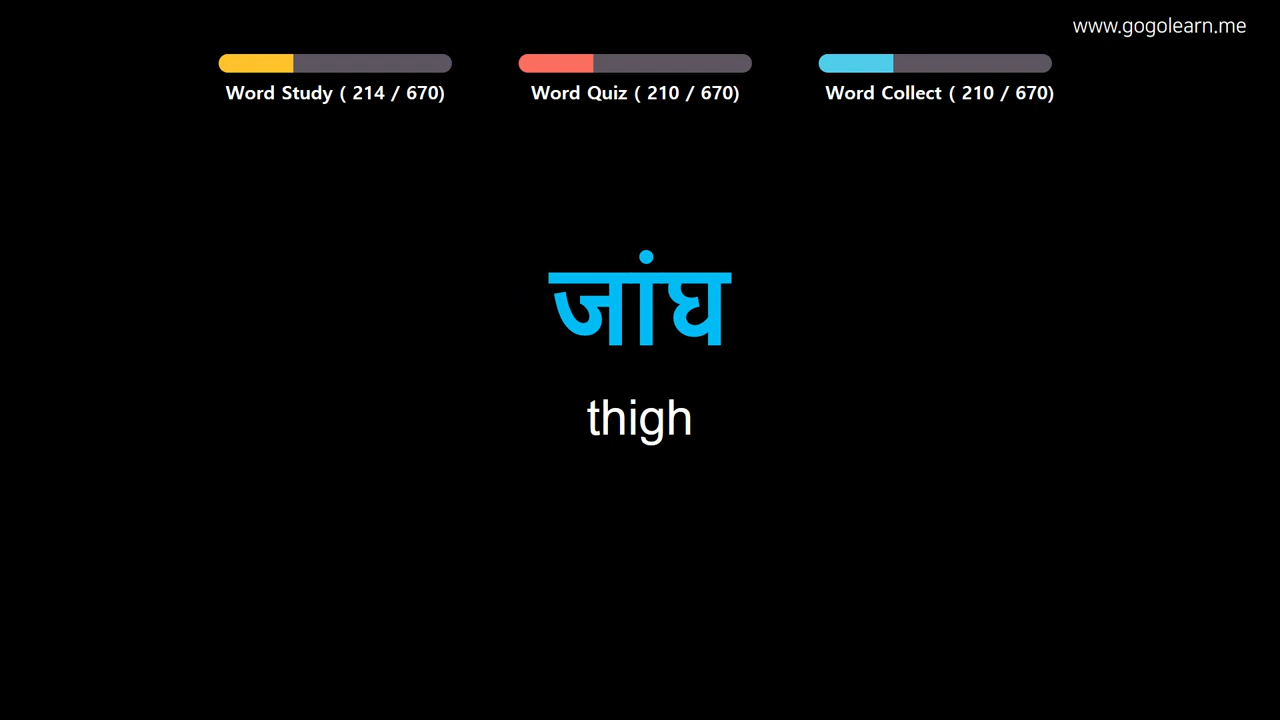 www.gogolearn.me
Word Study ( 214 / 670)
Word Quiz ( 210 / 670)
Word Collect ( 210 / 670)
जांघ
thigh